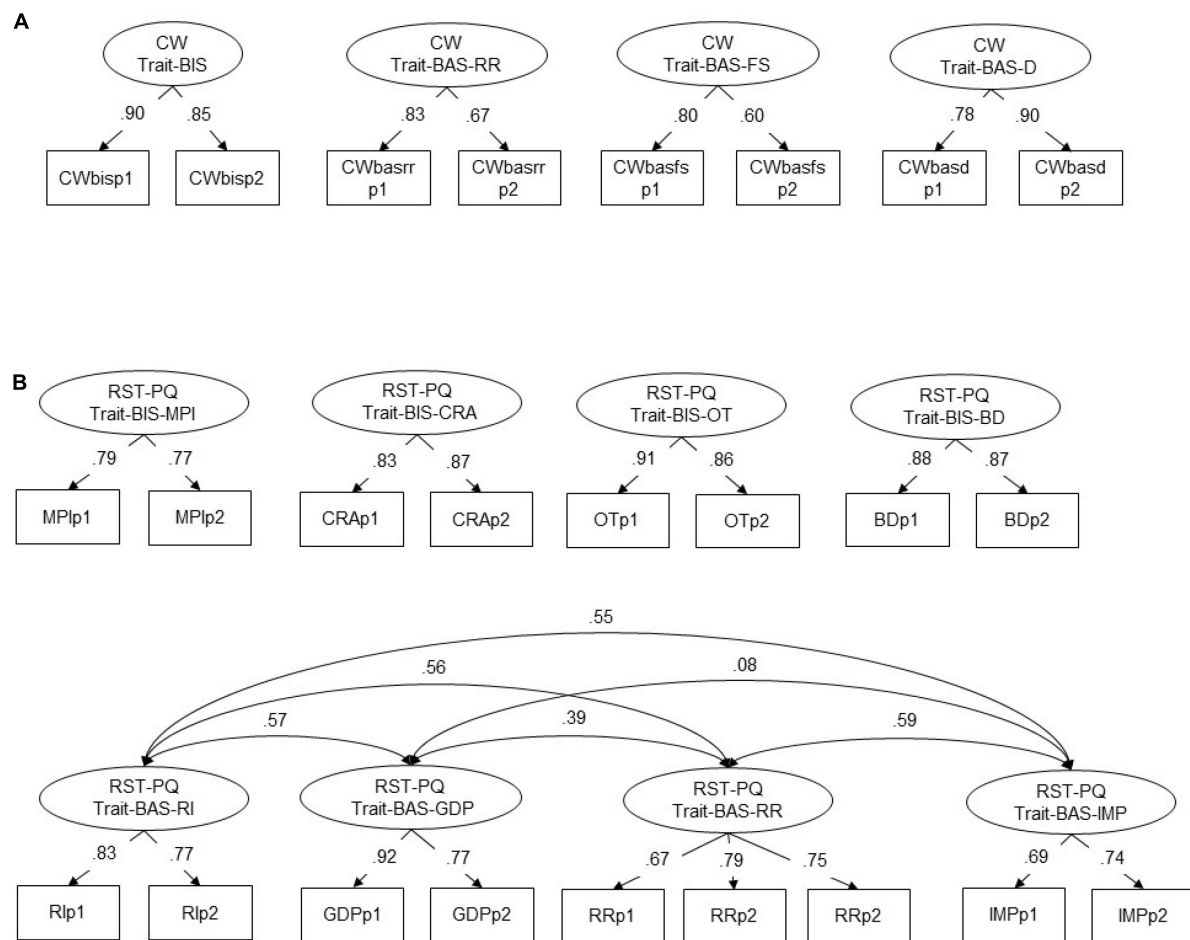 A
CW
Trait-BIS
CW
Trait-BAS-RR
CW
Trait-BAS-FS
CW
Trait-BAS-D
.90
.85
.83
.67
.80
.60
.78
.90
CWbisp1
CWbisp2
CWbasrr
p1
CWbasrr
p2
CWbasfs
p1
CWbasfs
p2
CWbasd
p1
CWbasd
p2
B
RST-PQ
Trait-BIS-MPI
RST-PQ
Trait-BIS-CRA
RST-PQ
Trait-BIS-OT
RST-PQ
Trait-BIS-BD
.79
.77
.83
.87
.91
.86
.88
.87
MPIp1
MPIp2
CRAp1
CRAp2
OTp1
OTp2
BDp1
BDp2
.55
.56
.08
.57
.39
.59
RST-PQ
Trait-BAS-RI
RST-PQ
Trait-BAS-GDP
RST-PQ
Trait-BAS-RR
RST-PQ
Trait-BAS-IMP
.83
.77
.92
.77
.67
.79
.75
.69
.74
RIp1
RIp2
GDPp1
GDPp2
RRp1
RRp2
RRp2
IMPp1
IMPp2